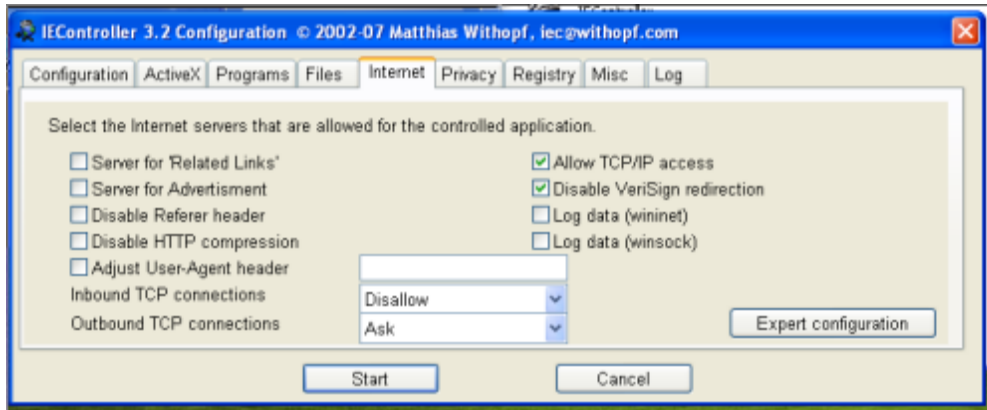 IEController 3.2 Configuration © 2002-07 Matthias Withopf, iec@withopf.com
Configuration ActiveX Programs Files Internet Privacy Registry Misc Log
Select the Internet servers that are allowed for the controlled application.
Server for 'Related Links' Allow TCP/IP access
Server for Advertisment Disable VeriSign redirection
Disable Referer header Log data (wininet)
Disable HTTP compression Log data (winsock)
Adjust User-Agent header
Inbound TCP connections Disallow
Outbound TCP connections Ask Expert configuration
Start Cancel